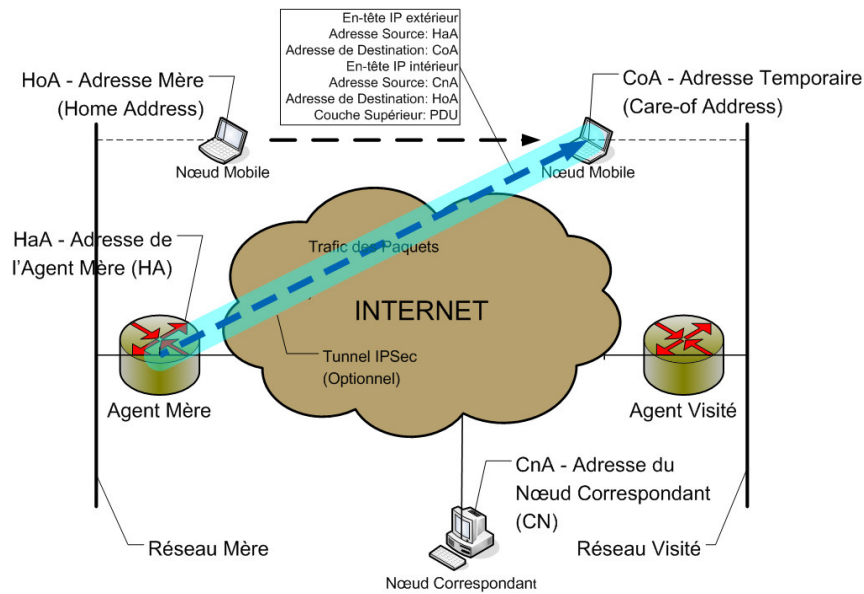 En-tête IP extérieur
Adresse Source: HaA
Adresse de Destination: CoA
En-tête IP intérieur
Adresse Source: CnA
Adresse de Destination: HoA
Couche Supérieur: PDU
HoA - Adresse Mère
(Home Address)
CoA - Adresse Temporaire
(Care-of Address)
Nœud Mobile
Nœud Mobile
HaA - Adresse de
l'Agent Mère (HA)
Trafic des Paquets
INTERNET
Tunnel IPSec
(Optionnel)
Agent Mère
Agent Visité
CnA - Adresse du
Nœud Correspondant
(CN)
Réseau Mère
Réseau Visité
Nœud Correspondant